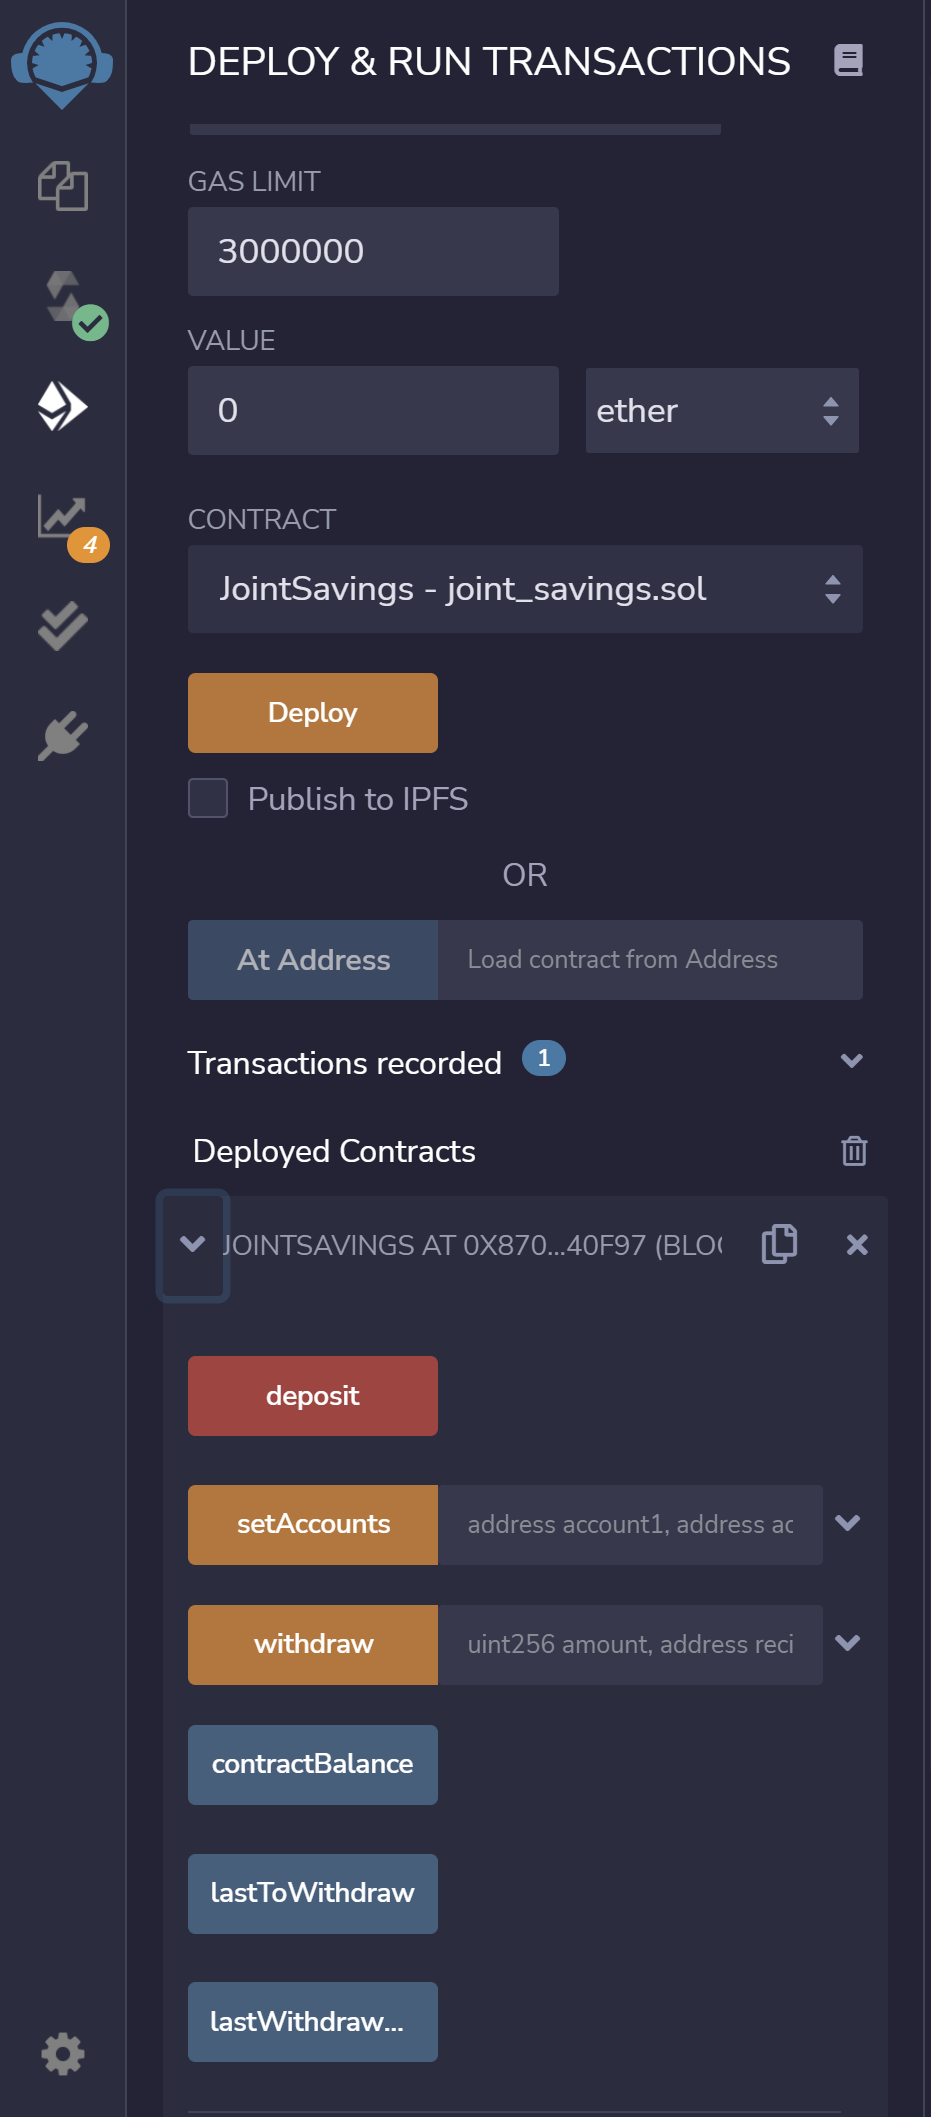 DEPLOY & RUN TRANSACTIONS
GAS LIMIT
3000000
VALUE
0 ether
CONTRACT
JointSavings - joint_savings.sol
4
Deploy
Publish to IPFS
OR
At Address Load contract from Address
Transactions recorded 1
Deployed Contracts
JOINTSAVINGS AT 0X870...40F97 (BLOC
deposit
setAccounts address account1, address ac
withdraw uint256 amount, address reci
contractBalance
lastToWithdraw
lastWithdraw...